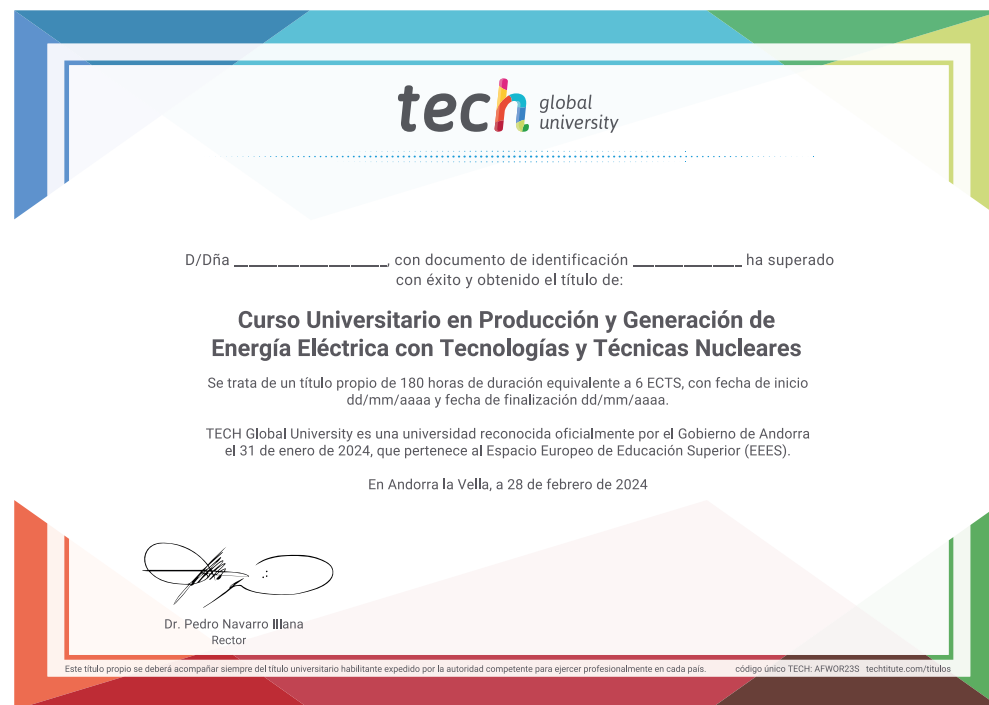 tech global university
D/Dña ____________________, con documento de identificación ______________ ha superado
con éxito y obtenido el título de:
Curso Universitario en Producción y Generación de
Energía Eléctrica con Tecnologías y Técnicas Nucleares
Se trata de un título propio de 180 horas de duración equivalente a 6 ECTS, con fecha de inicio
dd/mm/aaaa y fecha de finalización dd/mm/aaaa.
TECH Global University es una universidad reconocida oficialmente por el Gobierno de Andorra
el 31 de enero de 2024, que pertenece al Espacio Europeo de Educación Superior (EEES).
En Andorra la Vella, a 28 de febrero de 2024
Dr. Pedro Navarro Illana
Rector
Este título propio se deberá acompañar siempre del título universitario habilitante expedido por la autoridad competente para ejercer profesionalmente en cada país. código único TECH: AFWOR23S techtitute.com/titulos